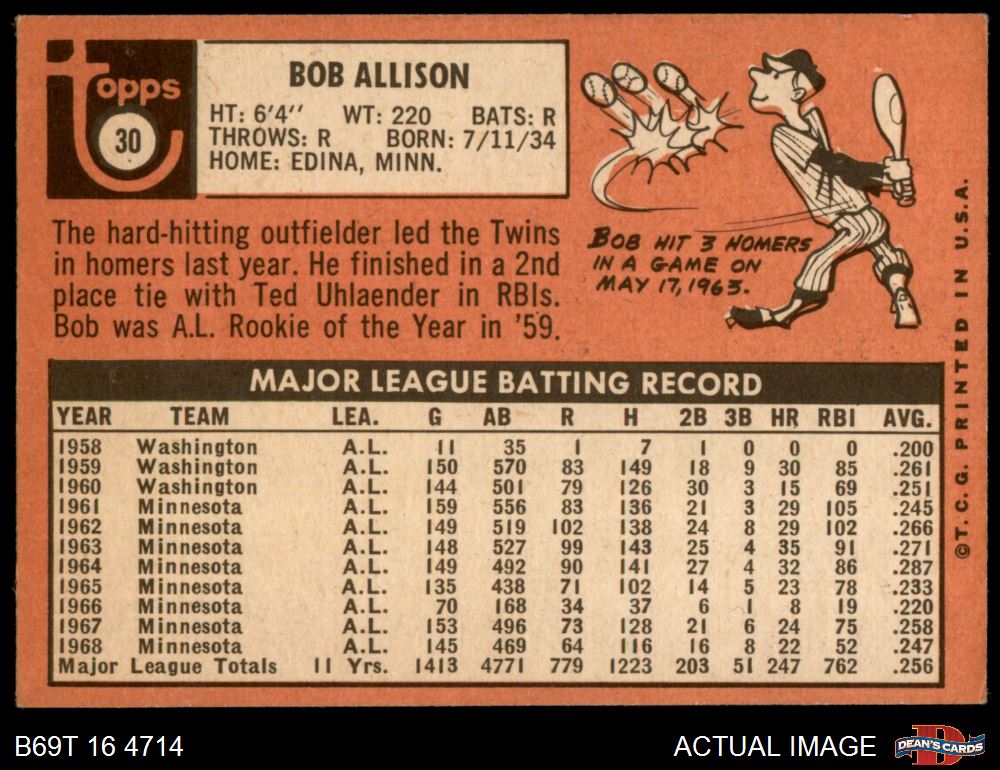 Topps
30
BOB ALLISON
HT: 6'4'' WT: 220 BATS: R
THROWS: R BORN: 7/11/34
HOME: EDINA, MINN.
BOB HIT 3 HOMERS
IN A GAME ON
MAY 17, 1963.
The hard-hitting outfielder led the Twins
in homers last year. He finished in a 2nd
place tie with Ted Uhlaender in RBIs.
Bob was A.L. Rookie of the Year in '59.
MAJOR LEAGUE BATTING RECORD
YEAR TEAM LEA. G AB R H 2B 3B HR RBI AVG.
1958 Washington A.L. 11 35 1 7 1 0 0 0 .200
1959 Washington A.L. 150 570 83 149 18 9 30 85 .261
1960 Washington A.L. 144 501 79 126 30 3 15 69 .251
1961 Minnesota A.L. 159 556 83 136 21 3 29 105 .245
1962 Minnesota A.L. 149 519 102 138 24 8 29 102 .266
1963 Minnesota A.L. 148 527 99 143 25 4 35 91 .271
1964 Minnesota A.L. 149 492 90 141 27 4 32 86 .287
1965 Minnesota A.L. 135 438 71 102 14 5 23 78 .233
1966 Minnesota A.L. 70 168 34 37 6 1 8 19 .220
1967 Minnesota A.L. 153 496 73 128 21 6 24 75 .258
1968 Minnesota A.L. 145 469 64 116 16 8 22 52 .247
Major League Totals 11 Yrs. 1413 4771 779 1223 203 51 247 762 .256
©T.C.G. PRINTED IN U.S.A.
B69T 16 4714
ACTUAL IMAGE
DEAN'S CARDS